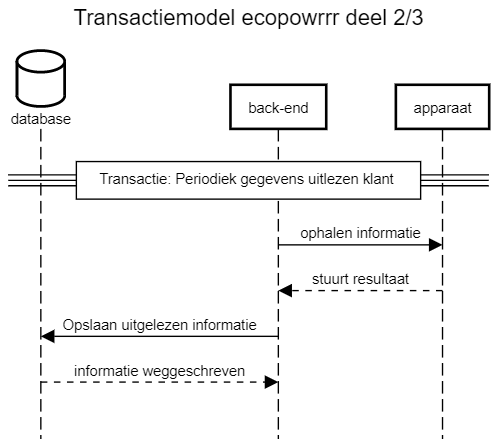 Transactiemodel ecopowrrr deel 2/3
database
back-end
apparaat
Transactie: Periodiek gegevens uitlezen klant
ophalen informatie
stuurt resultaat
Opslaan uitgelezen informatie
informatie weggeschreven